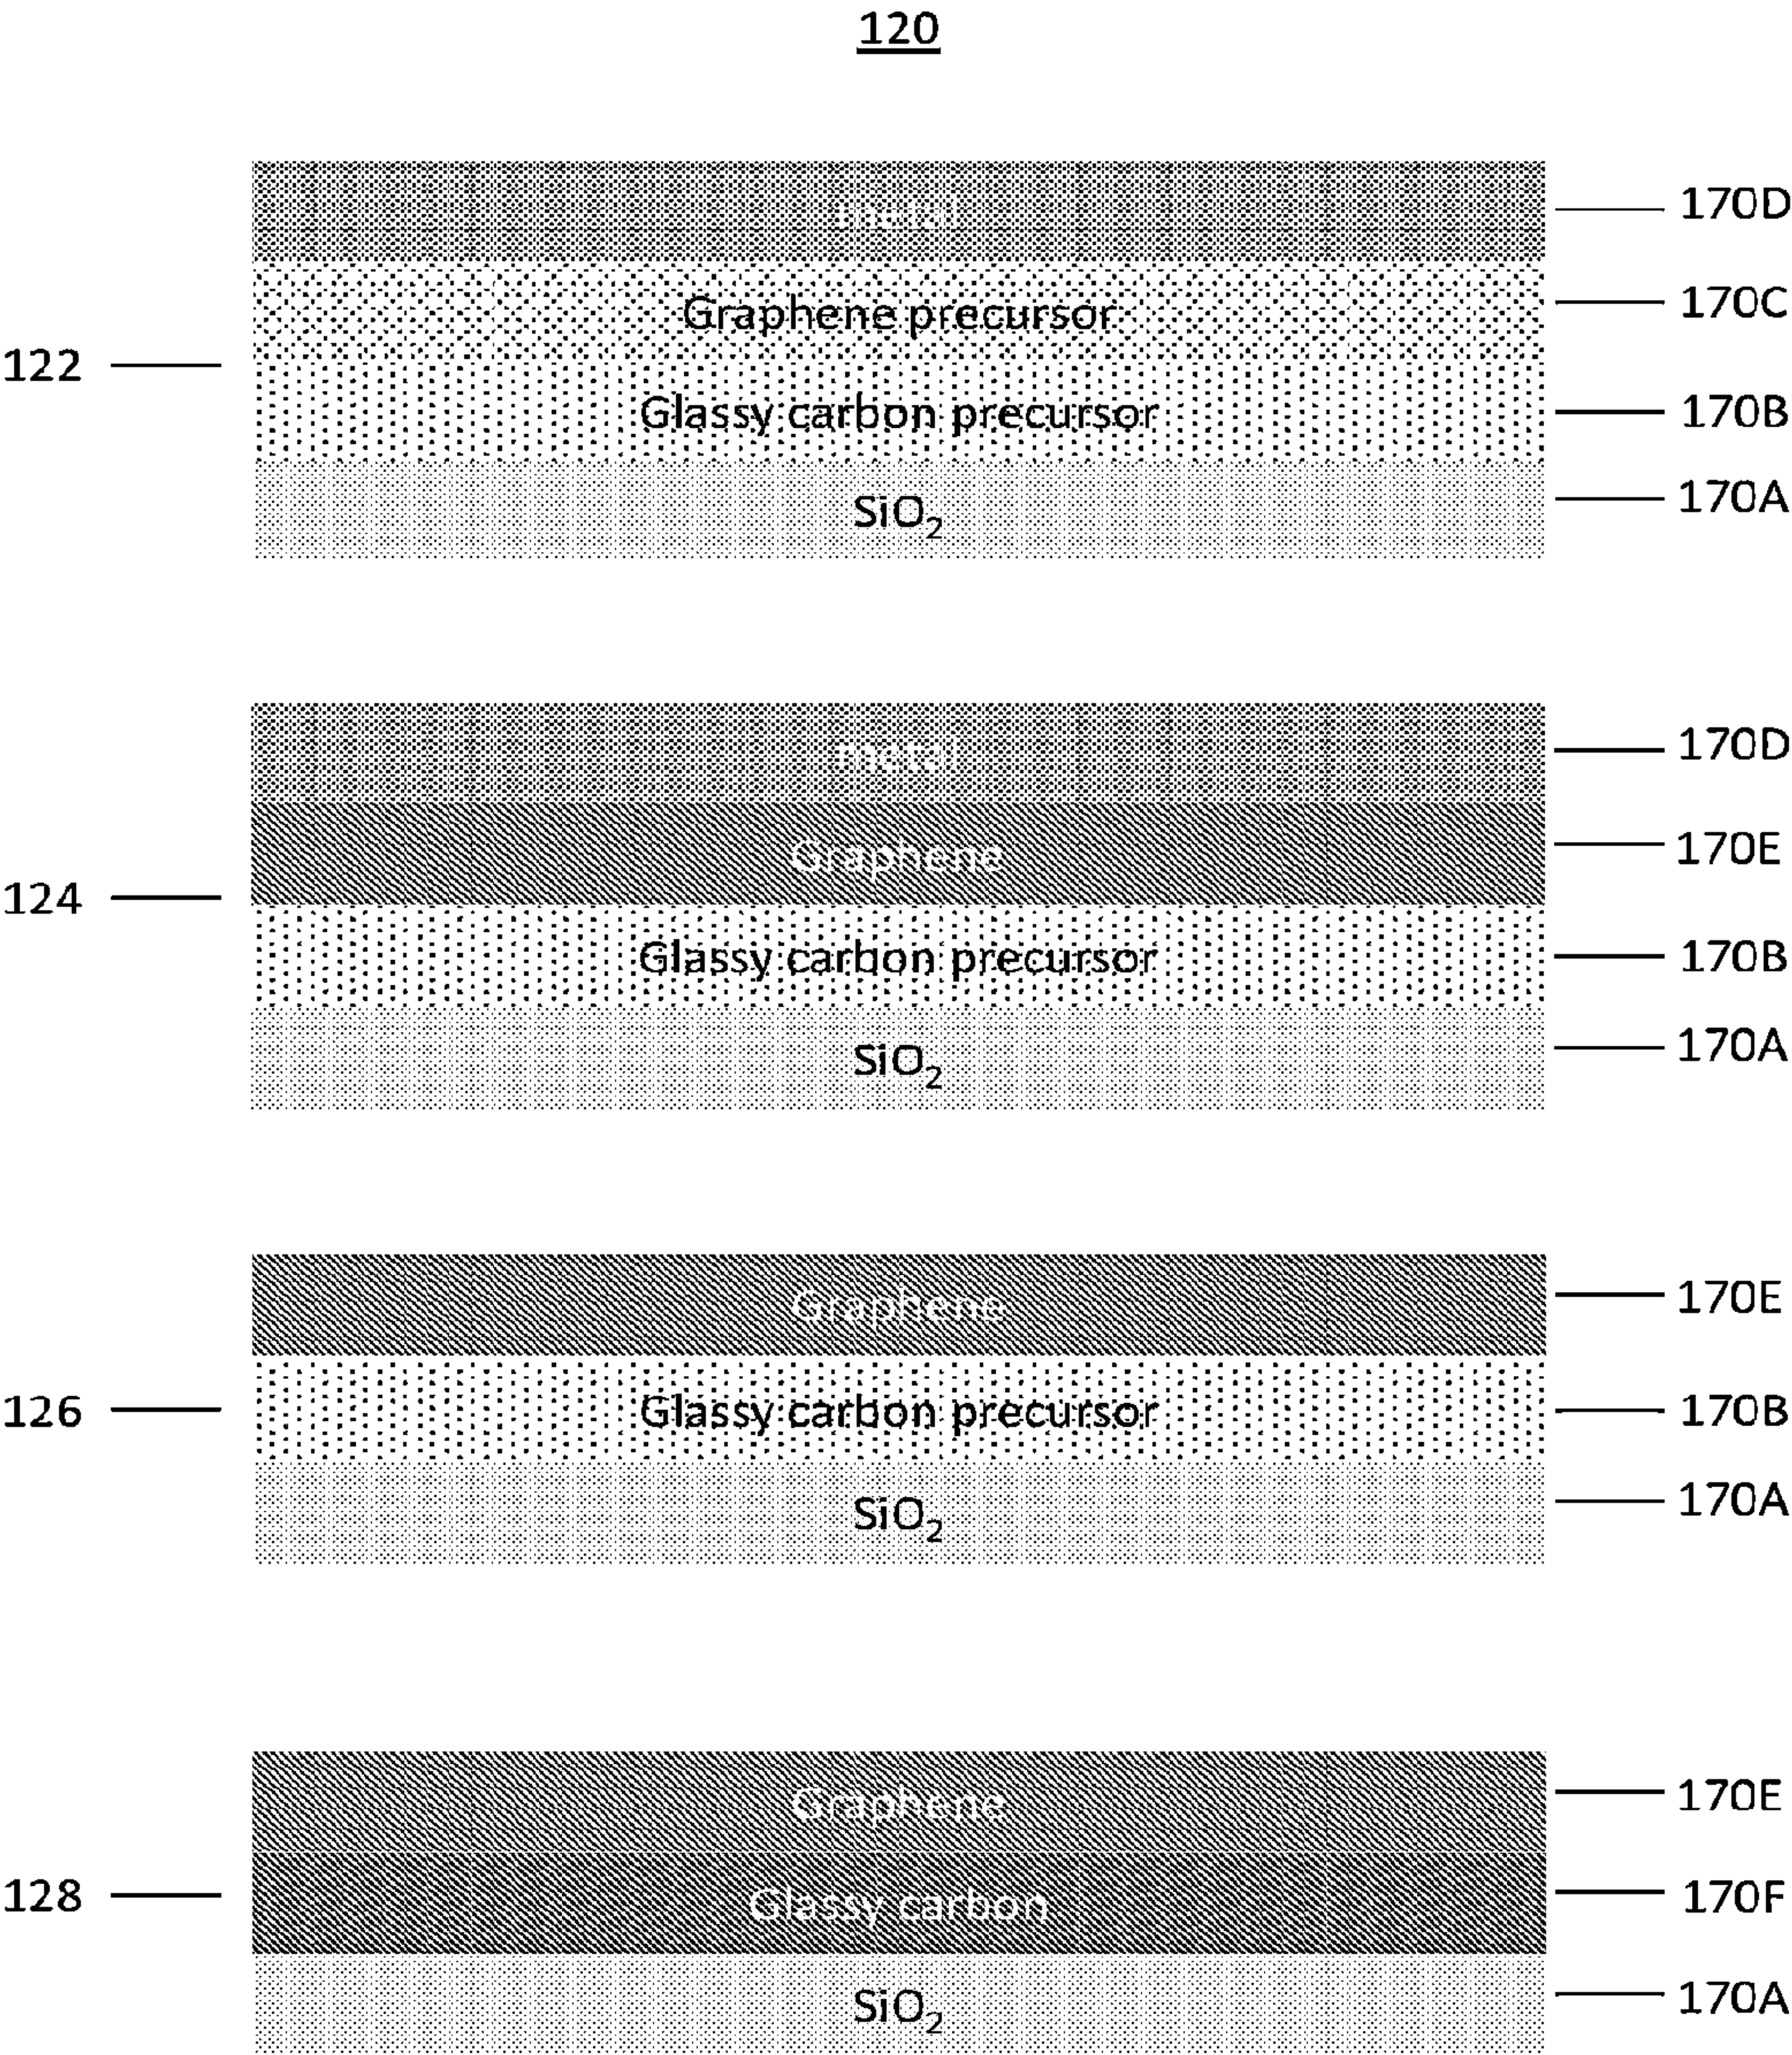 120
metal
170D
Graphene precursor
170C
122
Glassy carbon precursor
170B
SiO₂
170A
metal
170D
Graphene
170E
124
Glassy carbon precursor
170B
SiO₂
170A
Graphene
170E
126
Glassy carbon precursor
170B
SiO₂
170A
Graphene
170E
128
Glassy carbon
170F
SiO₂
170A